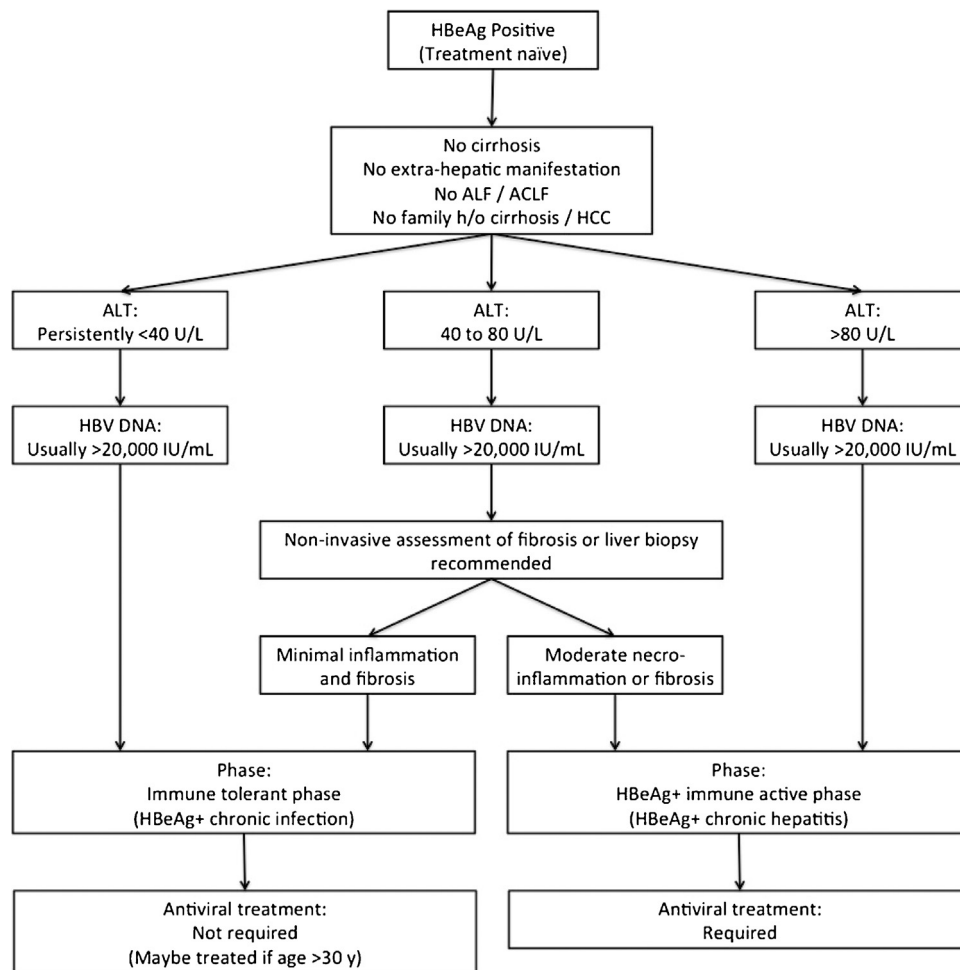 HBeAg Positive
(Treatment naïve)
No cirrhosis
No extra-hepatic manifestation
No ALF / ACLF
No family h/o cirrhosis / HCC
ALT:
Persistently <40 U/L
ALT:
40 to 80 U/L
ALT:
>80 U/L
HBV DNA:
Usually >20,000 IU/mL
HBV DNA:
Usually >20,000 IU/mL
HBV DNA:
Usually >20,000 IU/mL
Non-invasive assessment of fibrosis or liver biopsy
recommended
Minimal inflammation
and fibrosis
Moderate necro-
inflammation or fibrosis
Phase:
Immune tolerant phase
(HBeAg+ chronic infection)
Phase:
HBeAg+ immune active phase
(HBeAg+ chronic hepatitis)
Antiviral treatment:
Not required
(Maybe treated if age >30 y)
Antiviral treatment:
Required